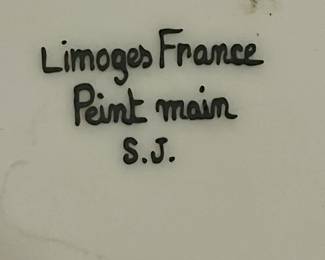 Limoges France
Peint main
S.J.